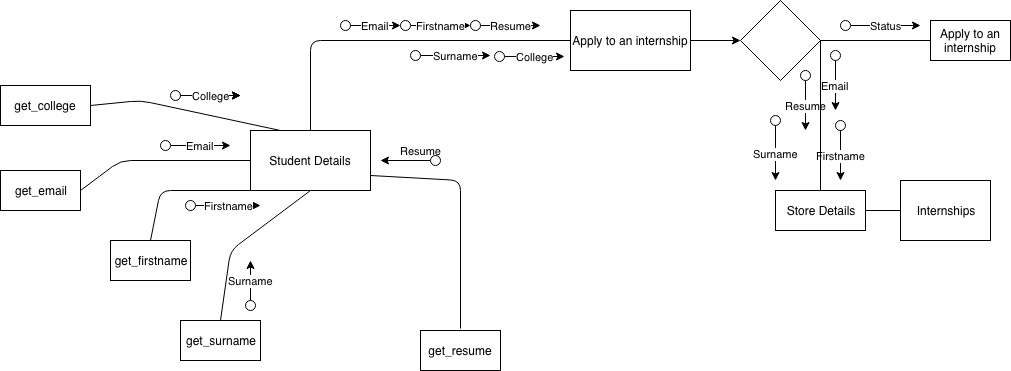 Email
Firstname
Resume
Status
Apply to an internship
Apply to an
internship
Surname
College
Email
get_college
College
Resume
Email
Resume
Surname
Firstname
Student Details
get_email
Firstname
Store Details
Internships
get_firstname
Surname
get_surname
get_resume